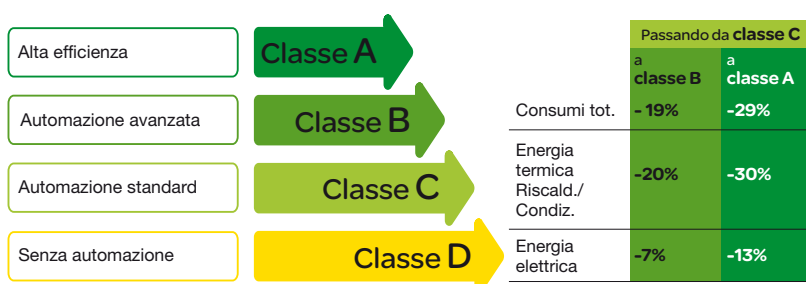 Alta efficienza
Classe A
Automazione avanzata
Classe B
Automazione standard
Classe C
Senza automazione
Classe D
Passando da classe C
a
classe B
a
classe A
Consumi tot.
- 19%
-29%
Energia
termica
Riscald./
Condiz.
-20%
-30%
Energia
elettrica
-7%
-13%